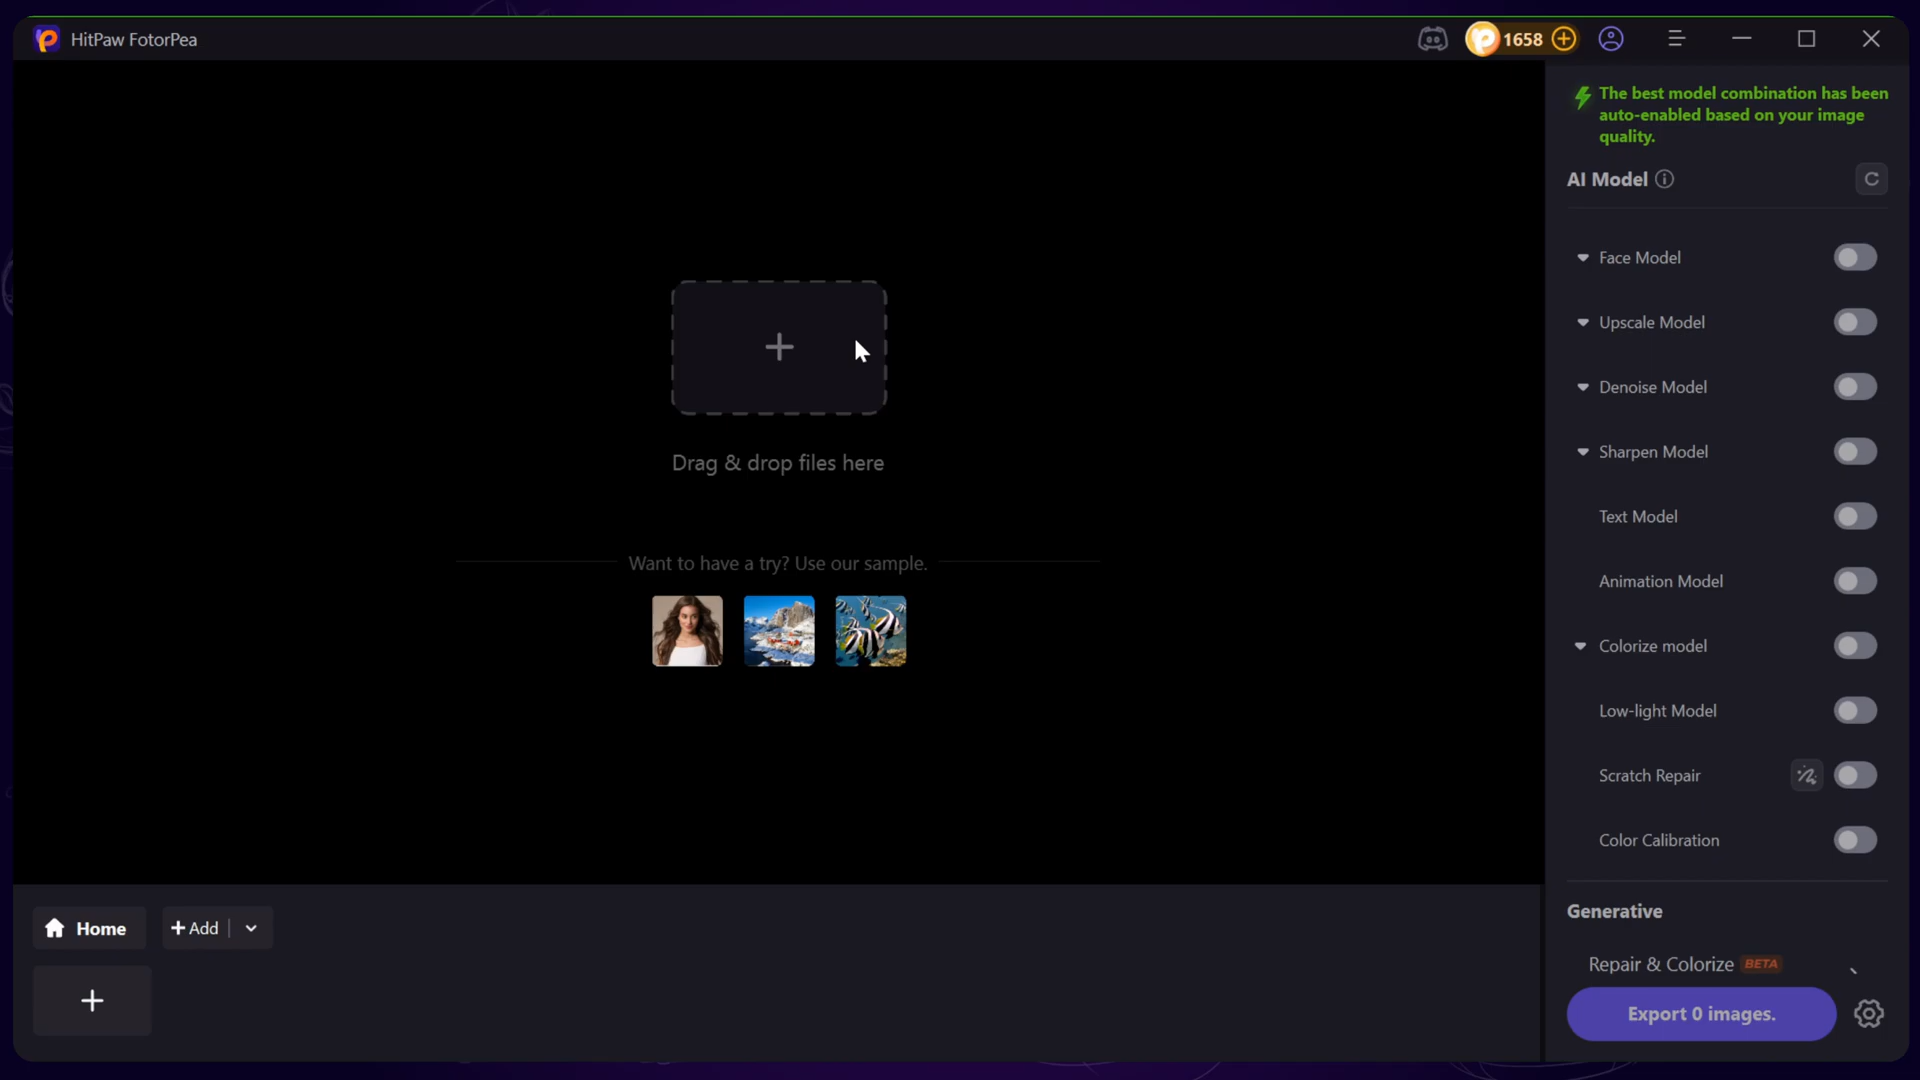 HitPaw FotorPea
1658
The best model combination has been
auto-enabled based on your image
quality.
AI Model
Face Model
Upscale Model
Denoise Model
Sharpen Model
Text Model
Animation Model
Colorize model
Low-light Model
Scratch Repair
Color Calibration
Generative
Repair & Colorize BETA
Export 0 images.
Drag & drop files here
Want to have a try? Use our sample.
Home
Add